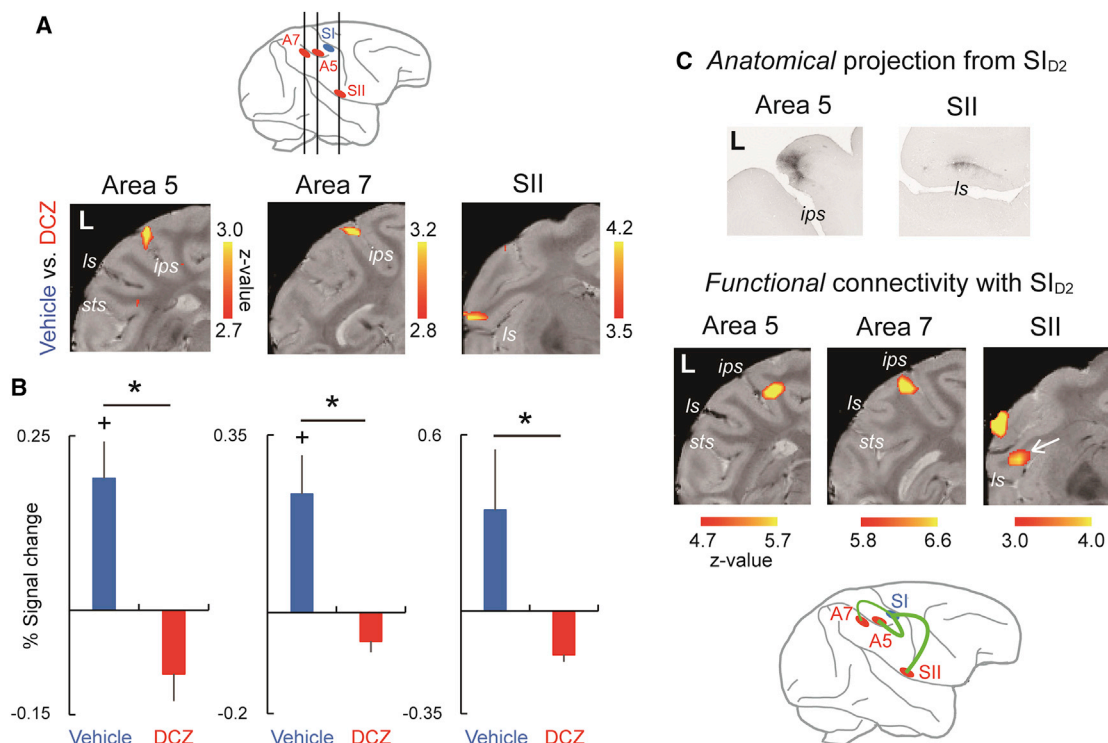 A
A7
SI
A5
SII
Area 5
Area 7
SII
Vehicle vs. DCZ
L
ls
sts
ips
3.0
z-value
2.7
ips
3.2
2.8
ls
4.2
3.5
B
% Signal change
0.25
-0.15
+
*
Vehicle DCZ
0.35
-0.2
+
*
Vehicle DCZ
0.6
-0.35
*
Vehicle DCZ
C Anatomical projection from SID2
Area 5
SII
L
ips
ls
Functional connectivity with SID2
Area 5
Area 7
SII
L
ips
ls
sts
ips
ls
sts
ls
4.7 5.7
z-value
5.8 6.6
3.0 4.0
A7
SI
A5
SII